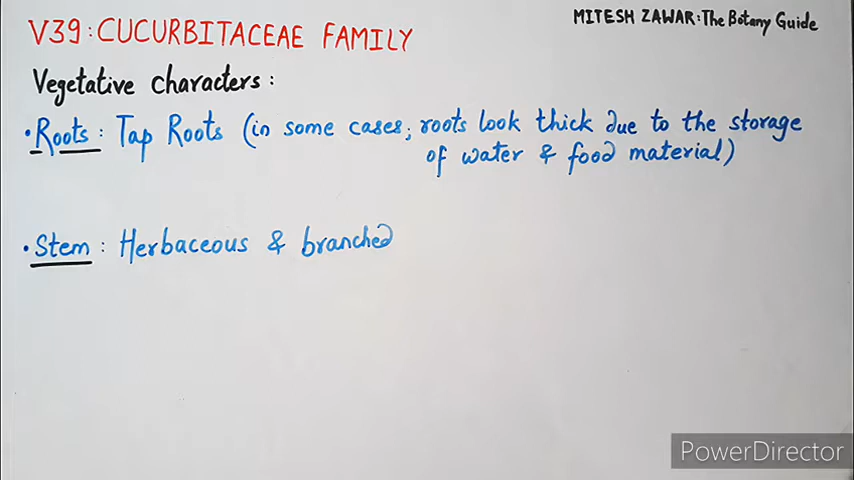 MITESH ZAWAR: The Botany Guide
V39: CUCURBITACEAE FAMILY
Vegetative characters:
• Roots: Tap Roots (in some cases, roots look thick due to the storage
of water & food material)
• Stem: Herbaceous & branched
PowerDirector